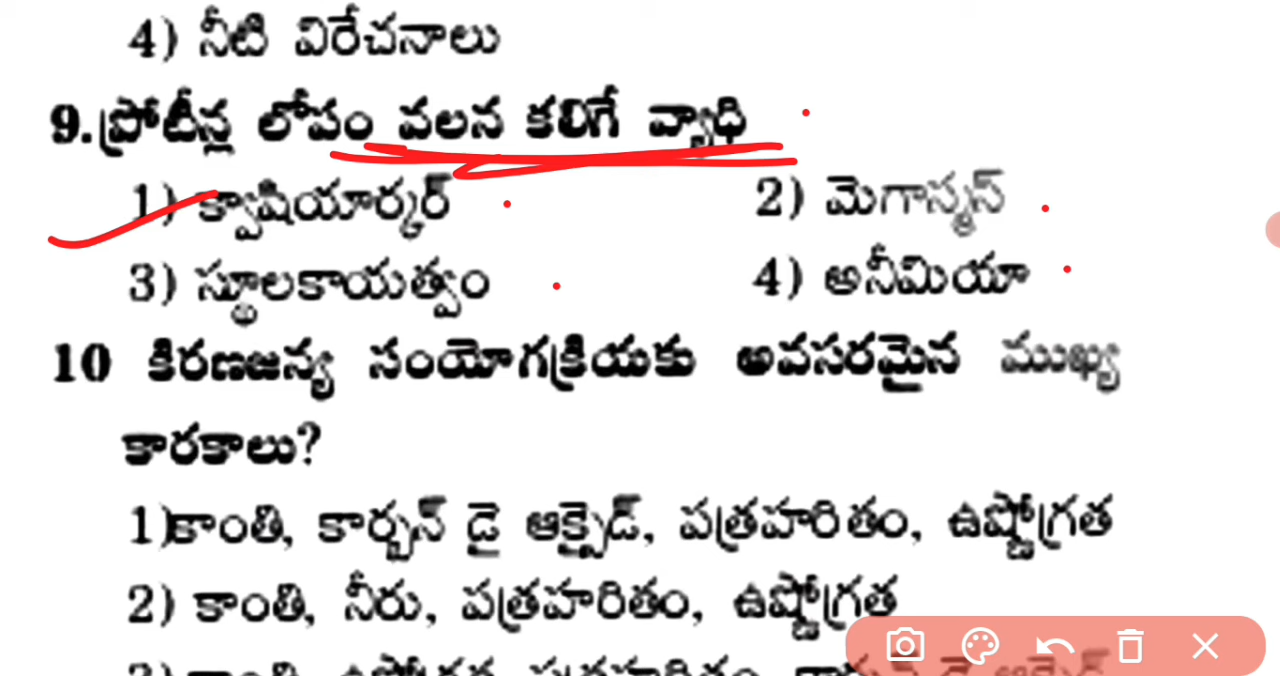 4) నీటి విరేచనాలు
9.ప్రోటీన్ల లోపం వలన కలిగే వ్యాధి
1) క్వాషియార్కర్ 2) మెగాస్మస్
3) స్థూలకాయత్వం 4) అనీమియా
10 కిరణజన్య సంయోగక్రియకు అవసరమైన ముఖ్య
కారకాలు?
1)కాంతి, కార్బన్ డై ఆక్సైడ్, పత్రహరితం, ఉష్ణోగ్రత
2) కాంతి, నీరు, పత్రహరితం, ఉష్ణోగ్రత